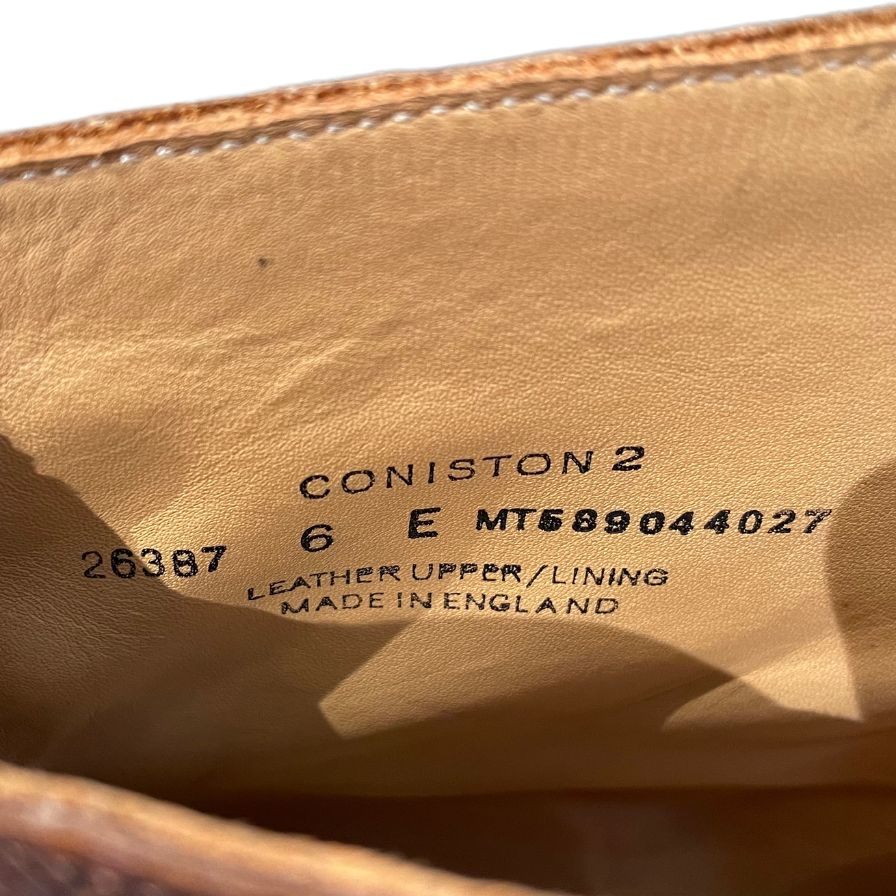 CONISTON 2
26387 6 E MT589044027
LEATHER UPPER/LINING
MADE IN ENGLAND